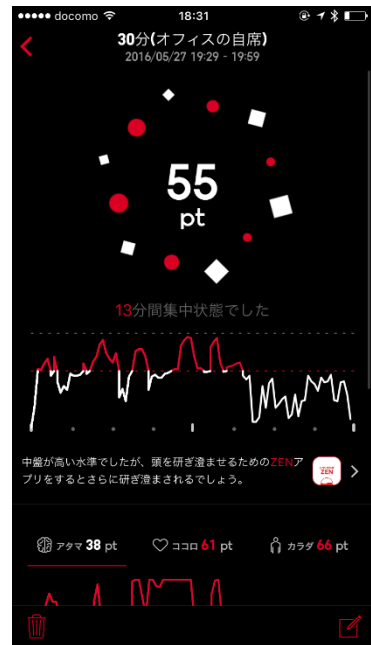 docomo 18:31
30分(オフィスの自席)
2016/05/27 19:29 - 19:59
55
pt
13分間集中状態でした
中盤が高い水準でしたが、頭を研ぎ澄ませるためのZENア
プリをするとさらに研ぎ澄まされるでしょう。
ZEN
アタマ 38 pt ココロ 61 pt カラダ 66 pt